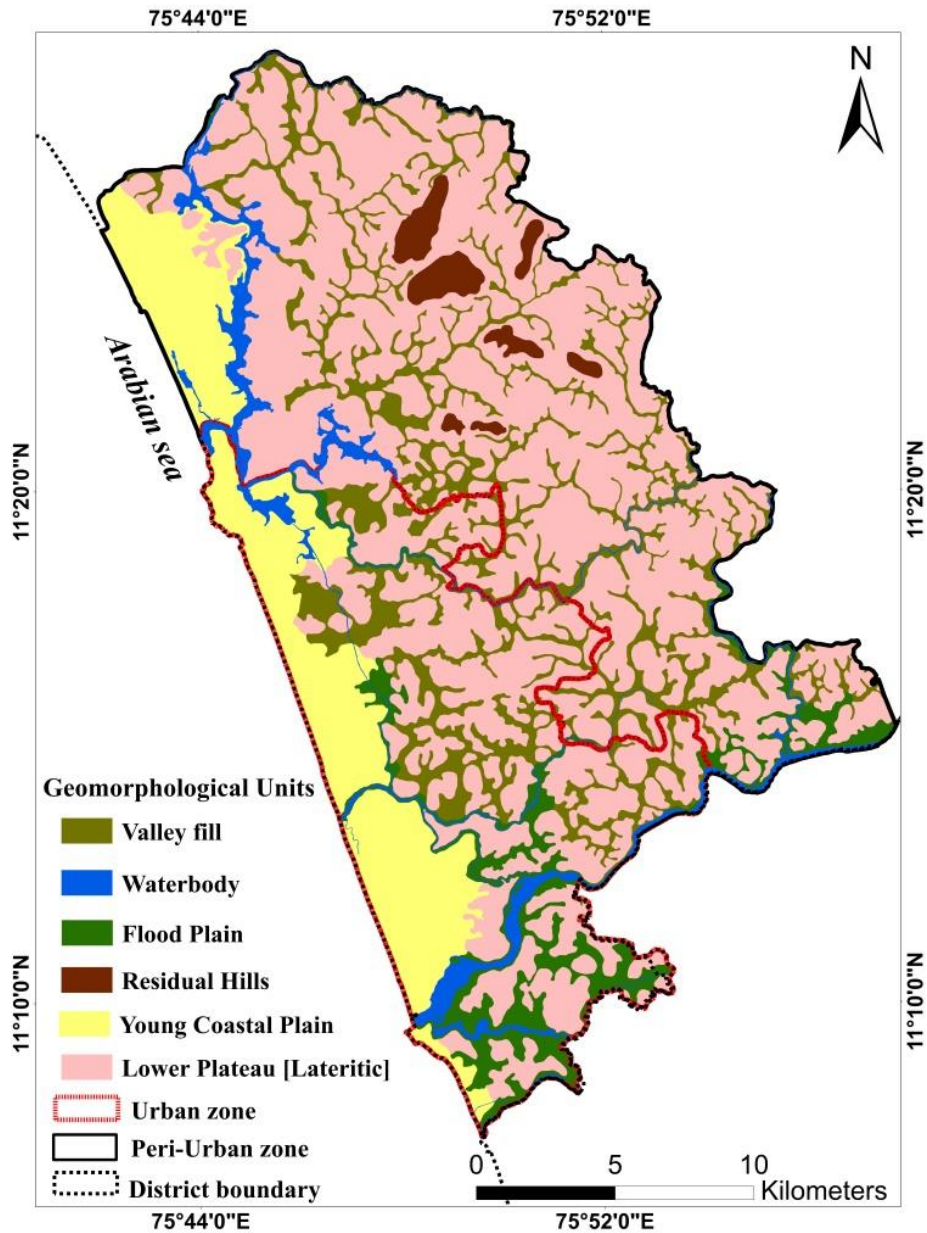 75°44'0"E 75°52'0"E
N
Arabian sea
11°20'0"N 11°20'0"N
Geomorphological Units
Valley fill
Waterbody
Flood Plain
Residual Hills
Young Coastal Plain
Lower Plateau [Lateritic]
Urban zone
Peri-Urban zone
District boundary
11°10'0"N 11°10'0"N
0 5 10
Kilometers
75°44'0"E 75°52'0"E